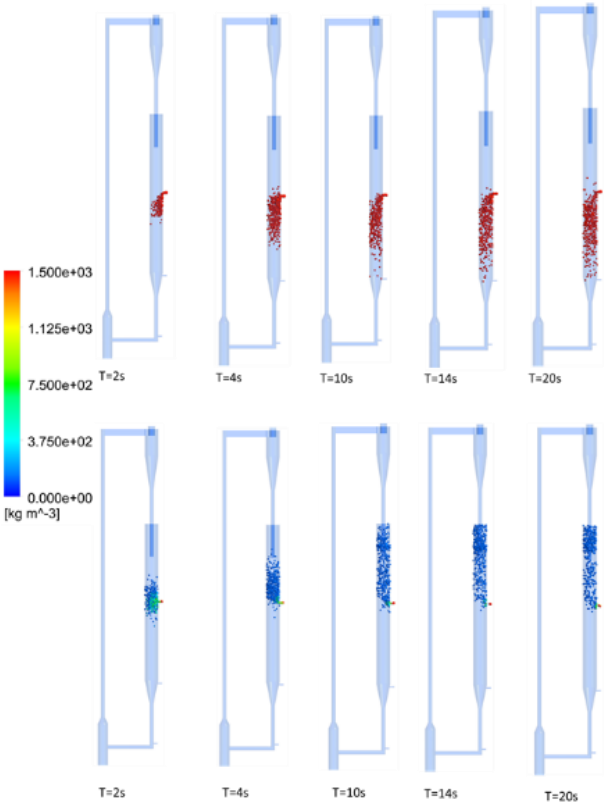 T=2s T=4s T=10s T=14s T=20s
1.500e+03
1.125e+03
7.500e+02
3.750e+02
0.000e+00
[kg m^-3]
T=2s T=4s T=10s T=14s T=20s